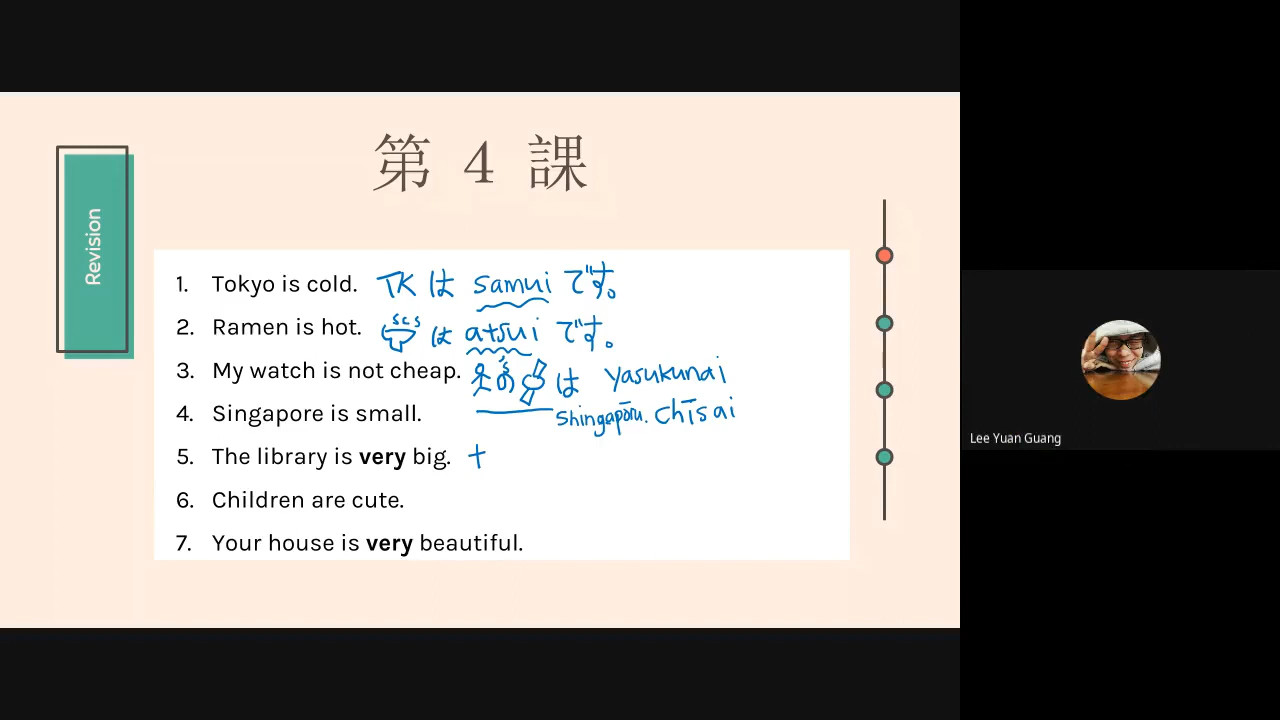 第 4 課
Revision
1. Tokyo is cold. TK は samui です。
2. Ramen is hot. は atsui です。
3. My watch is not cheap. の は yasukunai
4. Singapore is small. Shingapōru. chīsai
5. The library is very big.
6. Children are cute.
7. Your house is very beautiful.
Lee Yuan Guang